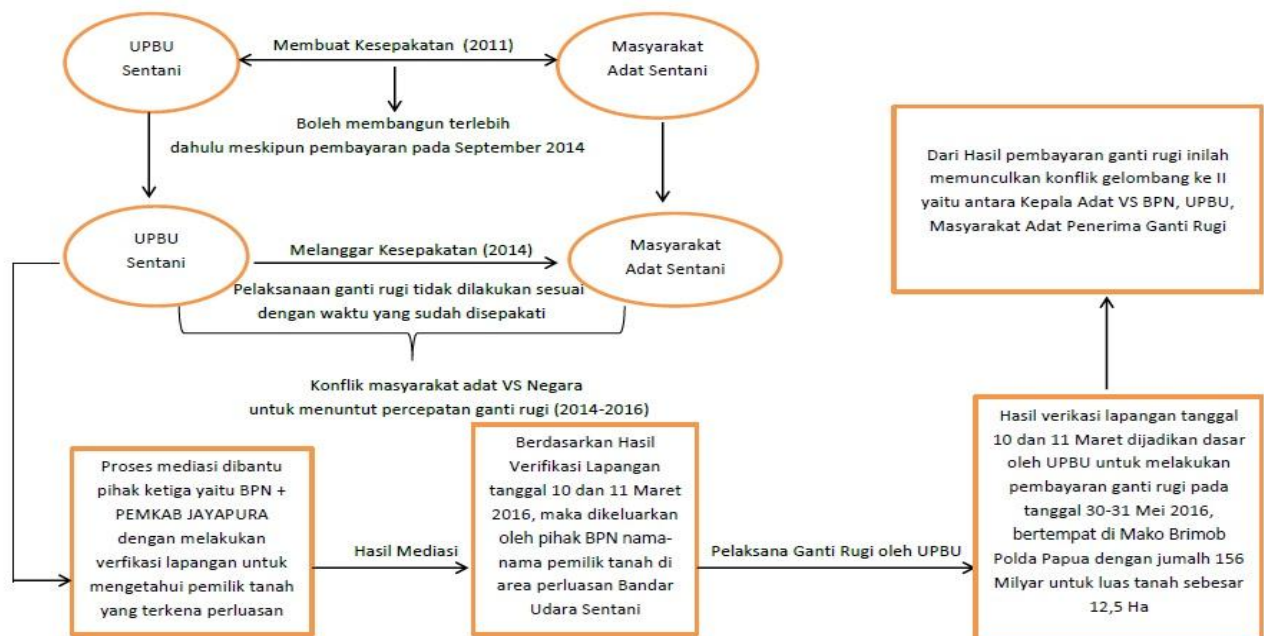 UPBU
Sentani
Membuat Kesepakatan (2011)
Masyarakat
Adat Sentani
Boleh membangun terlebih
dahulu meskipun pembayaran pada September 2014
UPBU
Sentani
Melanggar Kesepakatan (2014)
Masyarakat
Adat Sentani
Pelaksanaan ganti rugi tidak dilakukan sesuai
dengan waktu yang sudah disepakati
Konflik masyarakat adat VS Negara
untuk menuntut percepatan ganti rugi (2014-2016)
Proses mediasi dibantu
pihak ketiga yaitu BPN +
PEMKAB JAYAPURA
dengan melakukan
verfikasi lapangan untuk
mengetahui pemilik tanah
yang terkena perluasan
Hasil Mediasi
Berdasarkan Hasil
Verifikasi Lapangan
tanggal 10 dan 11 Maret
2016, maka dikeluarkan
oleh pihak BPN nama-
nama pemilik tanah di
area perluasan Bandar
Udara Sentani
Pelaksana Ganti Rugi oleh UPBU
Hasil verikasi lapangan tanggal
10 dan 11 Maret dijadikan dasar
oleh UPBU untuk melakukan
pembayaran ganti rugi pada
tanggal 30-31 Mei 2016,
bertempat di Mako Brimob
Polda Papua dengan jumalh 156
Milyar untuk luas tanah sebesar
12,5 Ha
Dari Hasil pembayaran ganti rugi inilah
memunculkan konflik gelombang ke II
yaitu antara Kepala Adat VS BPN, UPBU,
Masyarakat Adat Penerima Ganti Rugi